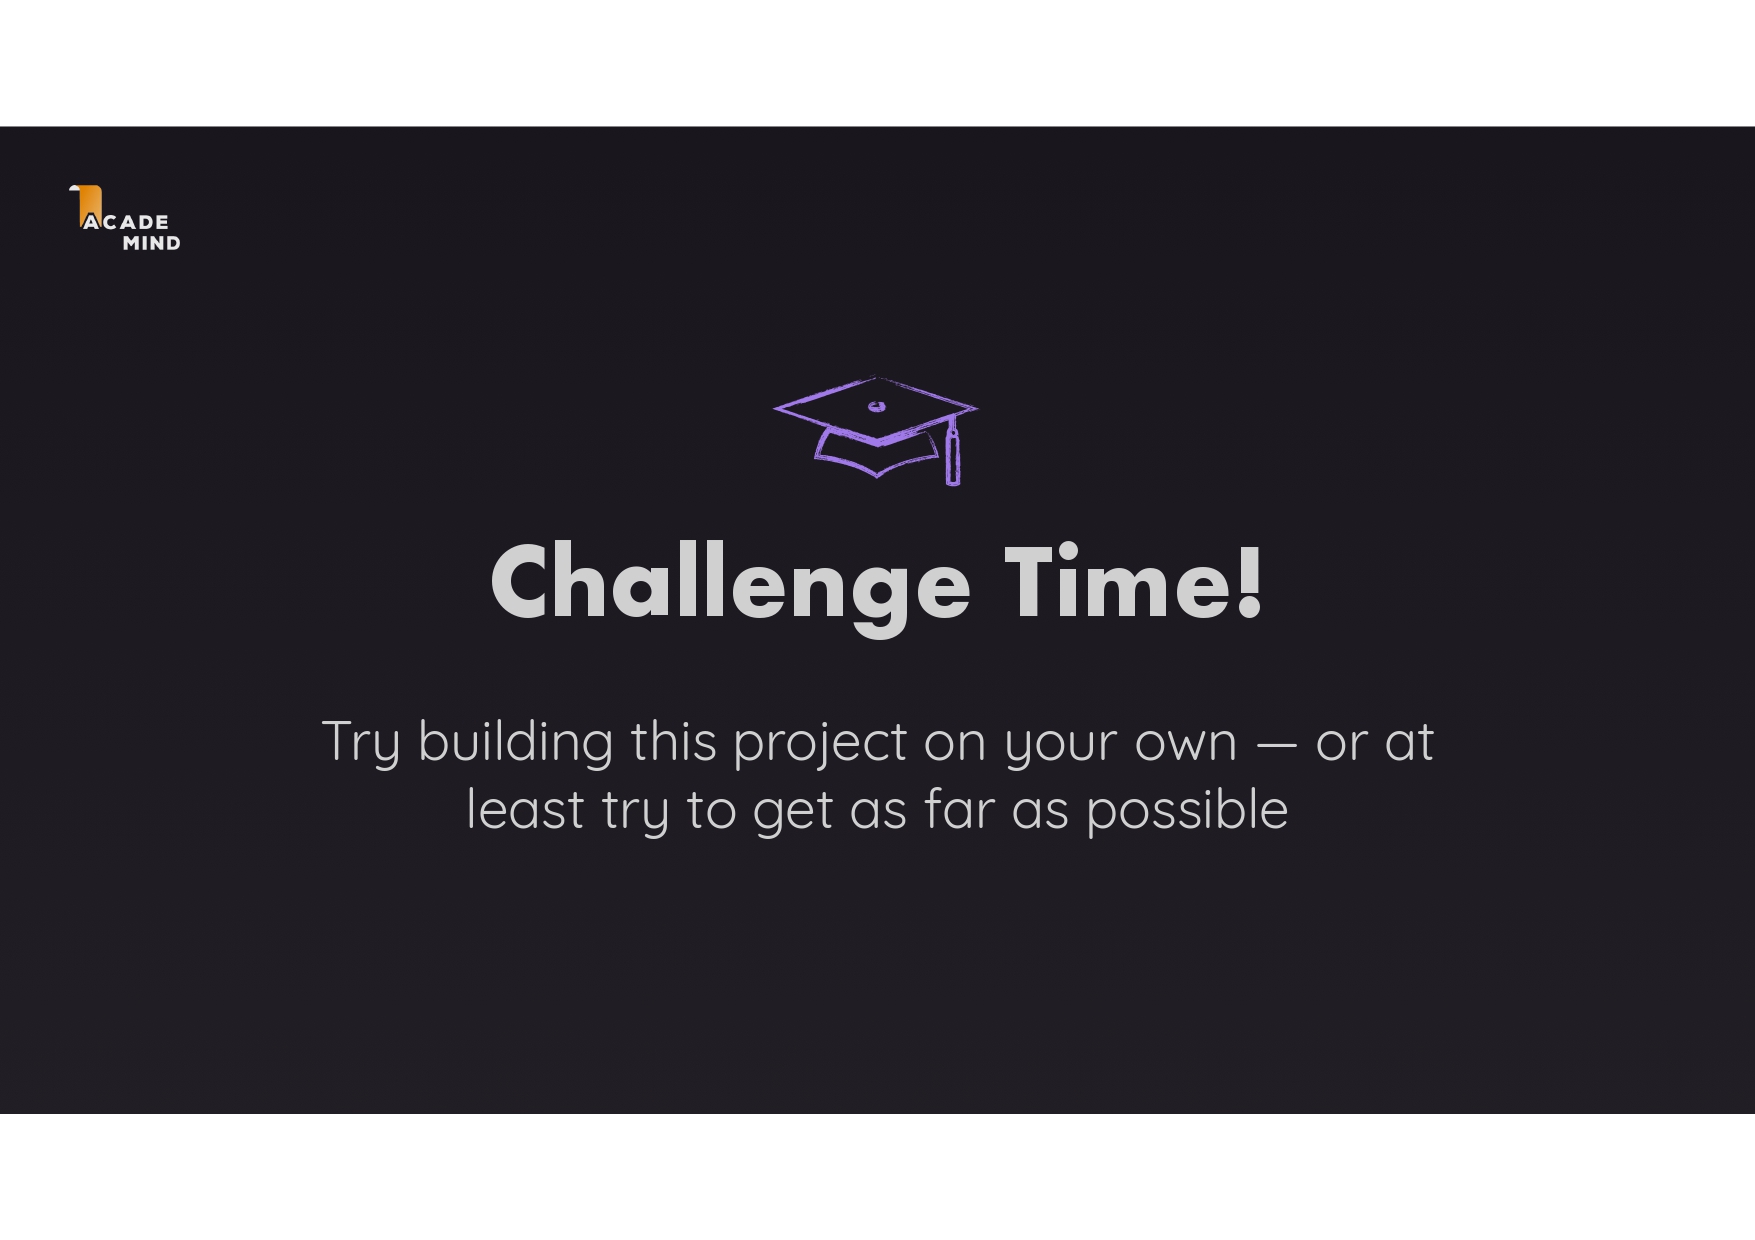 ACADE
MIND
Challenge Time!
Try building this project on your own — or at
least try to get as far as possible